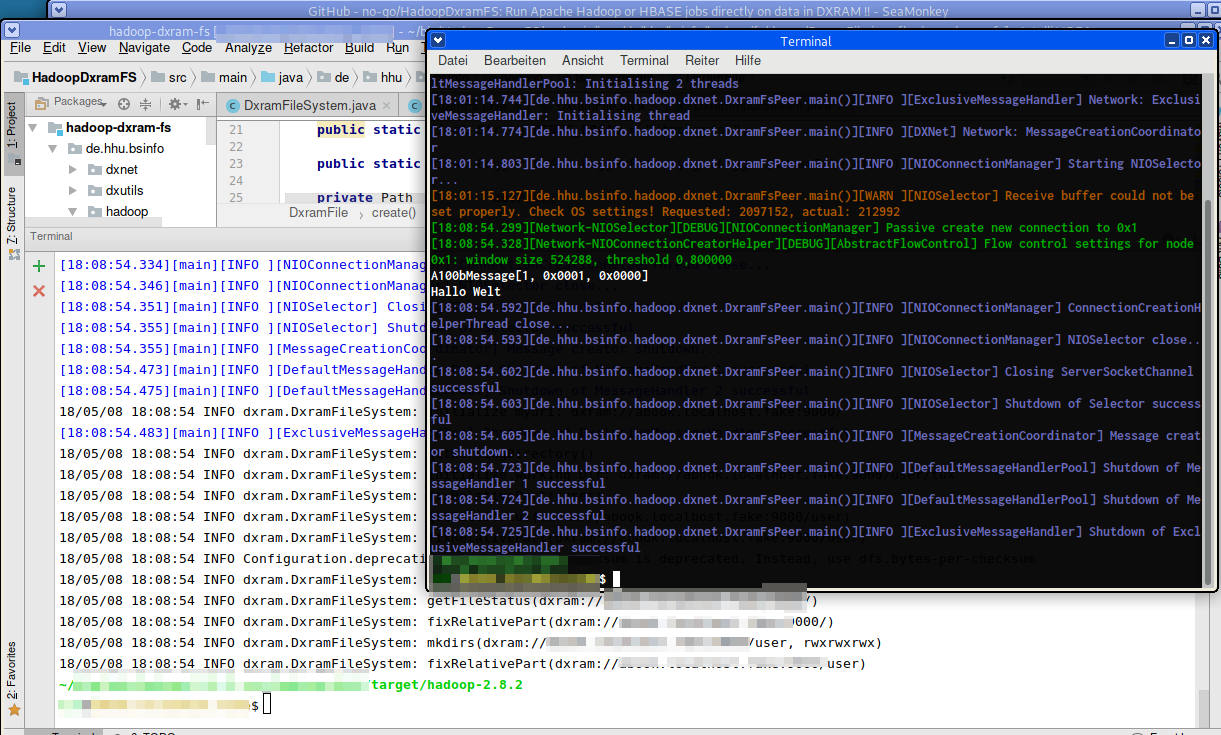 GitHub - no-go/HadoopDxramFS: Run Apache Hadoop or HBASE jobs directly on data in DXRAM !! - SeaMonkey
hadoop-dxram-fs [
File Edit View Navigate Code Analyze Refactor Build Run
HadoopDxramFS src main java de hhu
Packages
DxramFileSystem.java
1: Project
hadoop-dxram-fs
de.hhu.bsinfo
dxnet
dxutils
hadoop
21 public static
22
23 public static
24
25 private Path
DxramFile create()
7: Structure
Terminal
[18:08:54.334][main][INFO ][NIOConnectionManag
[18:08:54.346][main][INFO ][NIOConnectionManag
[18:08:54.351][main][INFO ][NIOSelector] Closi
[18:08:54.355][main][INFO ][NIOSelector] Shutd
[18:08:54.355][main][INFO ][MessageCreationCoo
[18:08:54.473][main][INFO ][DefaultMessageHand
[18:08:54.475][main][INFO ][DefaultMessageHand
18/05/08 18:08:54 INFO dxram.DxramFileSystem:
[18:08:54.483][main][INFO ][ExclusiveMessageHa
18/05/08 18:08:54 INFO dxram.DxramFileSystem:
18/05/08 18:08:54 INFO dxram.DxramFileSystem:
18/05/08 18:08:54 INFO dxram.DxramFileSystem:
18/05/08 18:08:54 INFO dxram.DxramFileSystem:
18/05/08 18:08:54 INFO dxram.DxramFileSystem:
18/05/08 18:08:54 INFO Configuration.deprecati
18/05/08 18:08:54 INFO dxram.DxramFileSystem:
18/05/08 18:08:54 INFO dxram.DxramFileSystem: getFileStatus(dxram:// /)
18/05/08 18:08:54 INFO dxram.DxramFileSystem: fixRelativePart(dxram:// 000/)
18/05/08 18:08:54 INFO dxram.DxramFileSystem: mkdirs(dxram:// /user, rwxrwxrwx)
18/05/08 18:08:54 INFO dxram.DxramFileSystem: fixRelativePart(dxram:// user)
~/ /target/hadoop-2.8.2
$
2: Favorites
Terminal
Datei Bearbeiten Ansicht Terminal Reiter Hilfe
ltMessageHandlerPool: Initialising 2 threads
[18:01:14.744][de.hhu.bsinfo.hadoop.dxnet.DxramFsPeer.main()][INFO ][ExclusiveMessageHandler] Network: Exclusi
veMessageHandler: Initialising thread
[18:01:14.774][de.hhu.bsinfo.hadoop.dxnet.DxramFsPeer.main()][INFO ][DXNet] Network: MessageCreationCoordinato
r
[18:01:14.803][de.hhu.bsinfo.hadoop.dxnet.DxramFsPeer.main()][INFO ][NIOConnectionManager] Starting NIOSelecto
r...
[18:01:15.127][de.hhu.bsinfo.hadoop.dxnet.DxramFsPeer.main()][WARN ][NIOSelector] Receive buffer could not be
set properly. Check OS settings! Requested: 2097152, actual: 212992
[18:08:54.299][Network-NIOSelector][DEBUG][NIOConnectionManager] Passive create new connection to 0x1
[18:08:54.328][Network-NIOConnectionCreatorHelper][DEBUG][AbstractFlowControl] Flow control settings for node
0x1: window size 524288, threshold 0,800000
A100bMessage[1, 0x0001, 0x0000]
Hallo Welt
[18:08:54.592][de.hhu.bsinfo.hadoop.dxnet.DxramFsPeer.main()][INFO ][NIOConnectionManager] ConnectionCreationH
elperThread close...
[18:08:54.593][de.hhu.bsinfo.hadoop.dxnet.DxramFsPeer.main()][INFO ][NIOConnectionManager] NIOSelector close..
.
[18:08:54.602][de.hhu.bsinfo.hadoop.dxnet.DxramFsPeer.main()][INFO ][NIOSelector] Closing ServerSocketChannel
successful
[18:08:54.603][de.hhu.bsinfo.hadoop.dxnet.DxramFsPeer.main()][INFO ][NIOSelector] Shutdown of Selector success
ful
[18:08:54.605][de.hhu.bsinfo.hadoop.dxnet.DxramFsPeer.main()][INFO ][MessageCreationCoordinator] Message creat
or shutdown...
[18:08:54.723][de.hhu.bsinfo.hadoop.dxnet.DxramFsPeer.main()][INFO ][DefaultMessageHandlerPool] Shutdown of Me
ssageHandler 1 successful
[18:08:54.724][de.hhu.bsinfo.hadoop.dxnet.DxramFsPeer.main()][INFO ][DefaultMessageHandlerPool] Shutdown of Me
ssageHandler 2 successful
[18:08:54.725][de.hhu.bsinfo.hadoop.dxnet.DxramFsPeer.main()][INFO ][ExclusiveMessageHandler] Shutdown of Excl
usiveMessageHandler successful
$